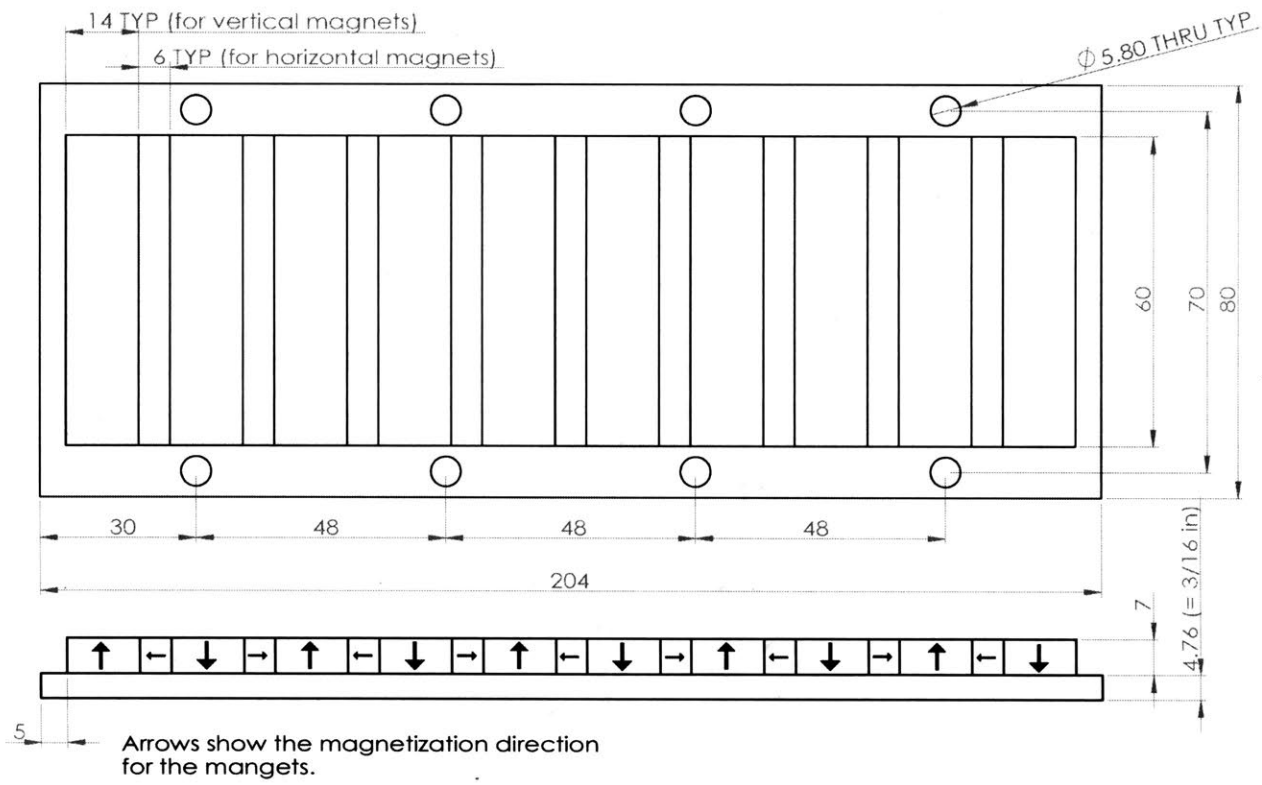 14 TYP (for vertical magnets)
6 TYP (for horizontal magnets)
⌀ 5.80 THRU TYP
60
70
80
30
48
48
48
204
7
4.76 (= 3/16 in)
5
Arrows show the magnetization direction
for the mangets.